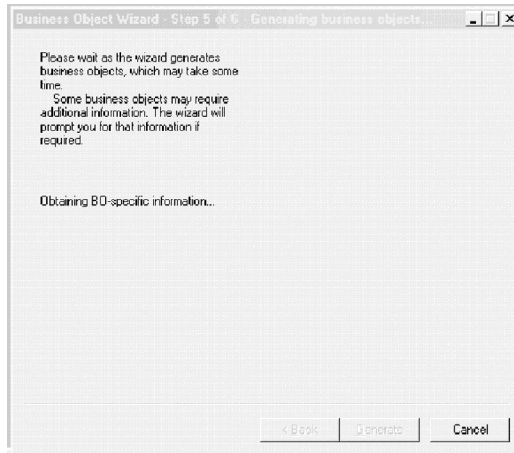 Business Object Wizard - Step 5 of 6 - Generating business objects...
Please wait as the wizard generates
business objects, which may take some
time.
Some business objects may require
additional information. The wizard will
prompt you for that information if
required.
Obtaining BO-specific information...
< Back
Generate
Cancel